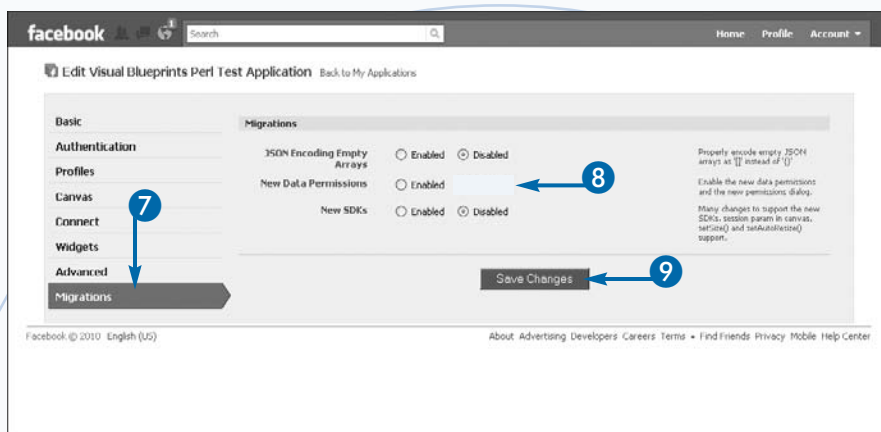 facebook 1 Search Home Profile Account
Edit Visual Blueprints Perl Test Application Back to My Applications
Basic
Authentication
Profiles
Canvas
Connect
Widgets
Advanced
Migrations
7
Migrations
JSON Encoding Empty Arrays Enabled Disabled
Properly encode empty JSON
arrays as '[]' instead of '{}'
New Data Permissions Enabled
8
Enable the new data permissions
and the new permissions dialog.
New SDKs Enabled Disabled
Many changes to support the new
SDKs. session param in canvas.
setSize() and setAutoResize()
support.
Save Changes
9
Facebook © 2010 English (US)
About Advertising Developers Careers Terms • Find Friends Privacy Mobile Help Center